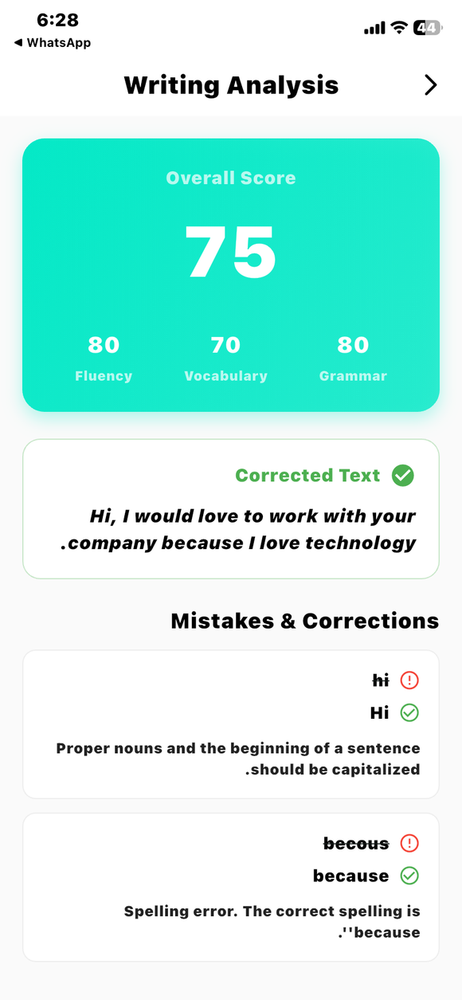 6:28
44
◀ WhatsApp
Writing Analysis
Overall Score
75
80 70 80
Fluency Vocabulary Grammar
Corrected Text
Hi, I would love to work with your
.company because I love technology
Mistakes & Corrections
hi
Hi
Proper nouns and the beginning of a sentence
.should be capitalized
becous
because
Spelling error. The correct spelling is
.''because